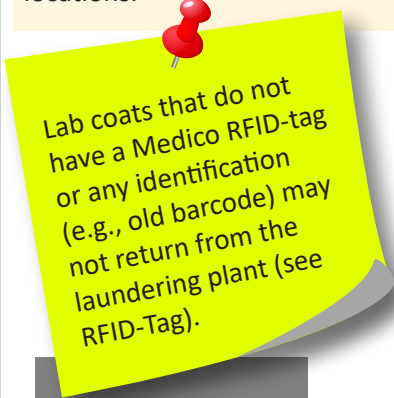 Lab coats that do not
have a Medico RFID-tag
or any identification
(e.g., old barcode) may
not return from the
laundering plant (see
RFID-Tag).